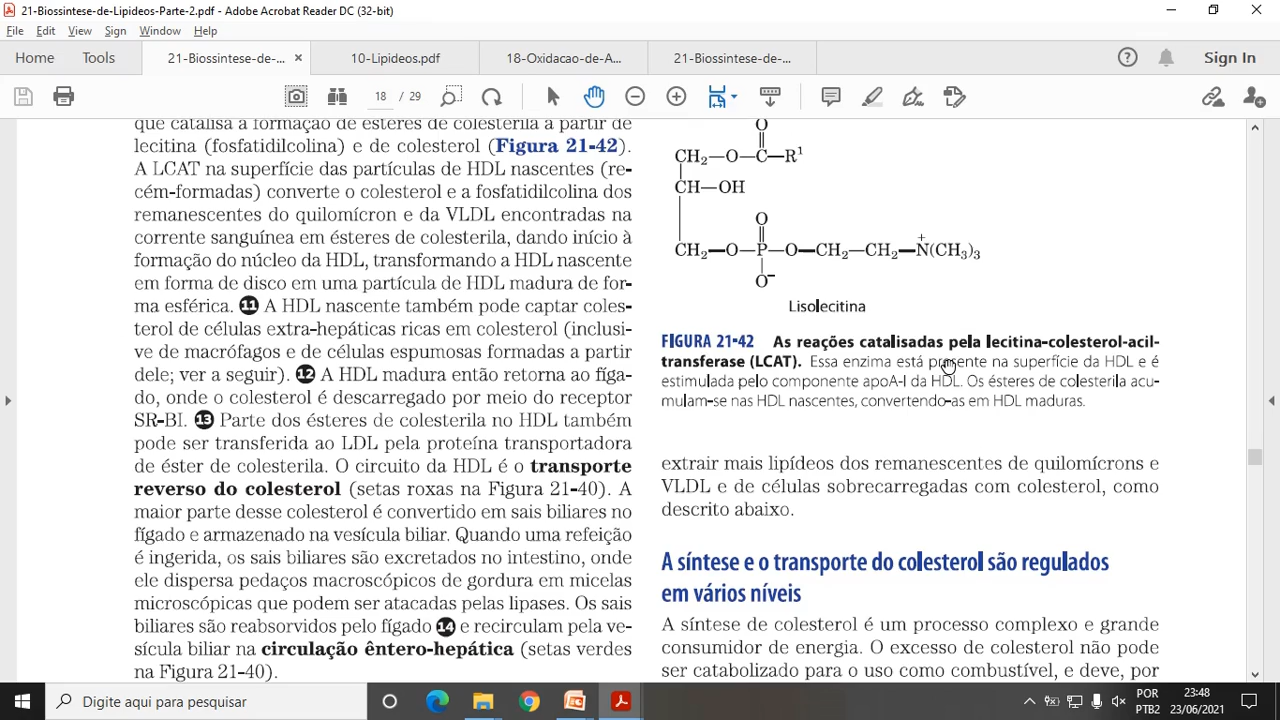 21-Biossintese-de-Lipideos-Parte-2.pdf - Adobe Acrobat Reader DC (32-bit)
File Edit View Sign Window Help
Home Tools 21-Biossintese-de-... 10-Lipideos.pdf 18-Oxidacao-de-A... 21-Biossintese-de-... Sign In
18 / 29
que catalisa a formação de ésteres de colesterila a partir de
lecitina (fosfatidilcolina) e de colesterol (Figura 21-42).
A LCAT na superfície das partículas de HDL nascentes (re-
cém-formadas) converte o colesterol e a fosfatidilcolina dos
remanescentes do quilomícron e da VLDL encontradas na
corrente sanguínea em ésteres de colesterila, dando início à
formação do núcleo da HDL, transformando a HDL nascente
em forma de disco em uma partícula de HDL madura de for-
ma esférica. ⓫ A HDL nascente também pode captar coles-
terol de células extra-hepáticas ricas em colesterol (inclusi-
ve de macrófagos e de células espumosas formadas a partir
dele; ver a seguir). ⓬ A HDL madura então retorna ao fíga-
do, onde o colesterol é descarregado por meio do receptor
SR-BI. ⓭ Parte dos ésteres de colesterila no HDL também
pode ser transferida ao LDL pela proteína transportadora
de éster de colesterila. O circuito da HDL é o transporte
reverso do colesterol (setas roxas na Figura 21-40). A
maior parte desse colesterol é convertido em sais biliares no
fígado e armazenado na vesícula biliar. Quando uma refeição
é ingerida, os sais biliares são excretados no intestino, onde
ele dispersa pedaços macroscópicos de gordura em micelas
microscópicas que podem ser atacadas pelas lipases. Os sais
biliares são reabsorvidos pelo fígado ⓮ e recirculam pela ve-
sícula biliar na circulação êntero-hepática (setas verdes
na Figura 21-40).
O
CH₂—O—C—R¹
CH—OH
O
CH₂—O—P—O—CH₂—CH₂—N⁺(CH₃)₃
O⁻
Lisolecitina
FIGURA 21-42 As reações catalisadas pela lecitina-colesterol-acil-
transferase (LCAT). Essa enzima está presente na superfície da HDL e é
estimulada pelo componente apoA-I da HDL. Os ésteres de colesterila acu-
mulam-se nas HDL nascentes, convertendo-as em HDL maduras.
extrair mais lipídeos dos remanescentes de quilomícrons e
VLDL e de células sobrecarregadas com colesterol, como
descrito abaixo.
A síntese e o transporte do colesterol são regulados
em vários níveis
A síntese de colesterol é um processo complexo e grande
consumidor de energia. O excesso de colesterol não pode
ser catabolizado para o uso como combustível, e deve, por
Digite aqui para pesquisar
POR
PTB2
23:48
23/06/2021